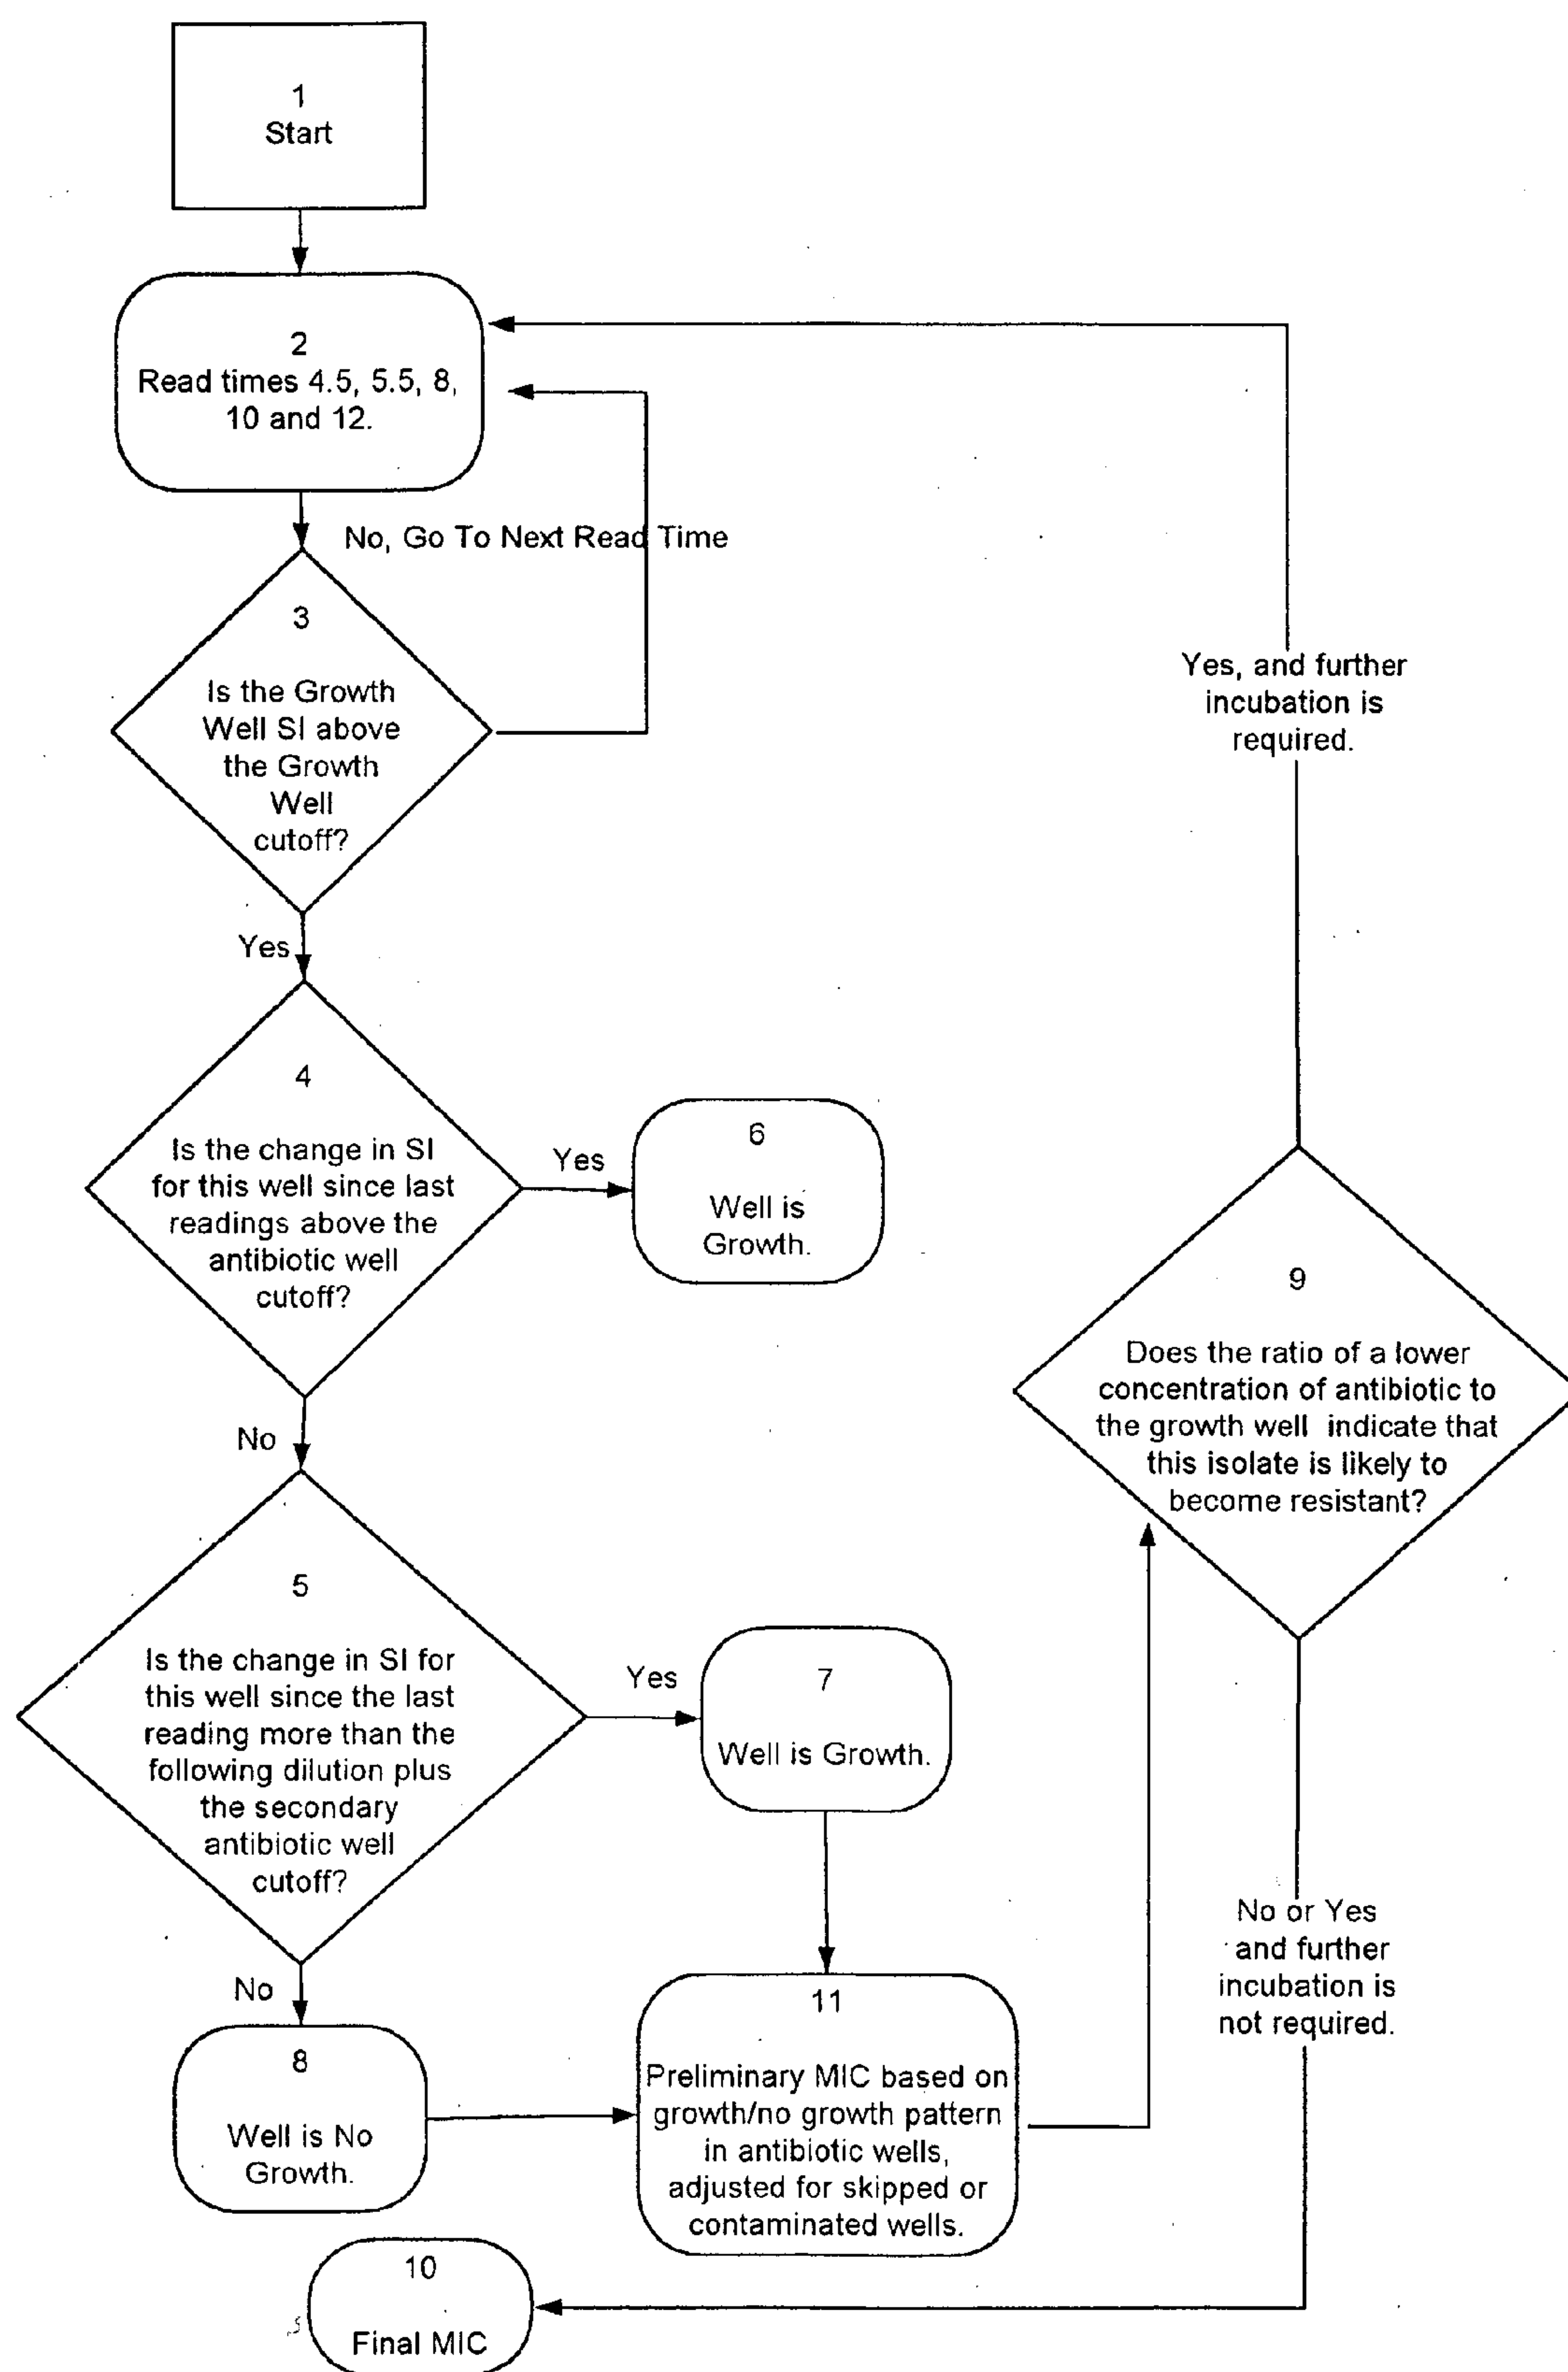 1
Start
2
Read times 4.5, 5.5, 8,
10 and 12.
No, Go To Next Read Time
3
Is the Growth
Well SI above
the Growth
Well
cutoff?
Yes, and further
incubation is
required.
Yes
4
Is the change in SI
for this well since last
readings above the
antibiotic well
cutoff?
Yes
6
Well is
Growth.
9
Does the ratio of a lower
concentration of antibiotic to
the growth well indicate that
this isolate is likely to
become resistant?
No
5
Is the change in SI for
this well since the last
reading more than the
following dilution plus
the secondary
antibiotic well
cutoff?
Yes
7
Well is Growth.
No or Yes
and further
incubation is
not required.
No
8
Well is No
Growth.
11
Preliminary MIC based on
growth/no growth pattern
in antibiotic wells,
adjusted for skipped or
contaminated wells.
10
Final MIC